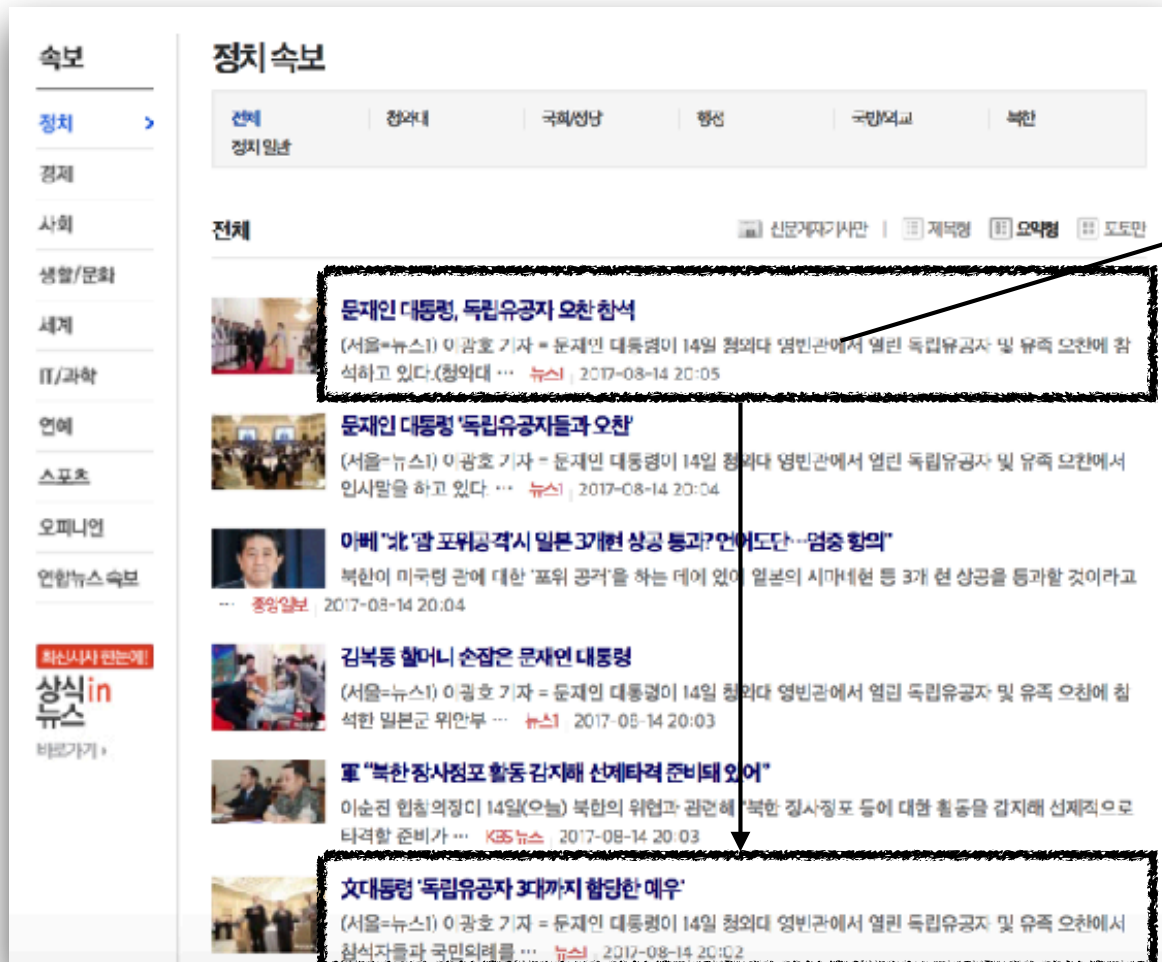 속보
정치 >
경제
사회
생활/문화
세계
IT/과학
연예
스포츠
오피니언
연합뉴스 속보
최신시사 한눈에!
상식in
뉴스
바로가기 ›
정치 속보
전체 청와대 국회/정당 행정 국방/외교 북한
정치 일반
전체
신문게재기사만 | 제목형 요약형 포토만
문재인 대통령, 독립유공자 오찬 참석
(서울=뉴스1) 이광호 기자 = 문재인 대통령이 14일 청와대 영빈관에서 열린 독립유공자 및 유족 오찬에 참
석하고 있다.(청와대 … 뉴스1 2017-08-14 20:05
문재인 대통령 '독립유공자들과 오찬'
(서울=뉴스1) 이광호 기자 = 문재인 대통령이 14일 청와대 영빈관에서 열린 독립유공자 및 유족 오찬에서
인사말을 하고 있다. … 뉴스1 2017-08-14 20:04
아베 "北 '괌 포위공격'시 일본 3개현 상공 통과? 언어도단…엄중 항의"
북한이 미국령 괌에 대한 '포위 공격'을 하는 데에 있어 일본의 시마네현 등 3개 현 상공을 통과할 것이라고
… 중앙일보 2017-08-14 20:04
김복동 할머니 손잡은 문재인 대통령
(서울=뉴스1) 이광호 기자 = 문재인 대통령이 14일 청와대 영빈관에서 열린 독립유공자 및 유족 오찬에 참
석한 일본군 위안부 … 뉴스1 2017-08-14 20:03
軍 "북한 장사정포 활동 감지해 선제타격 준비돼 있어"
이순진 합참의장이 14일(오늘) 북한의 위협과 관련해 "북한 장사정포 등에 대한 활동을 감지해 선제적으로
타격할 준비가 … KBS 뉴스 2017-08-14 20:03
文대통령 '독립유공자 3대까지 합당한 예우'
(서울=뉴스1) 이광호 기자 = 문재인 대통령이 14일 청와대 영빈관에서 열린 독립유공자 및 유족 오찬에서
참석자들과 국민의례를 … 뉴스1 2017-08-14 20:02